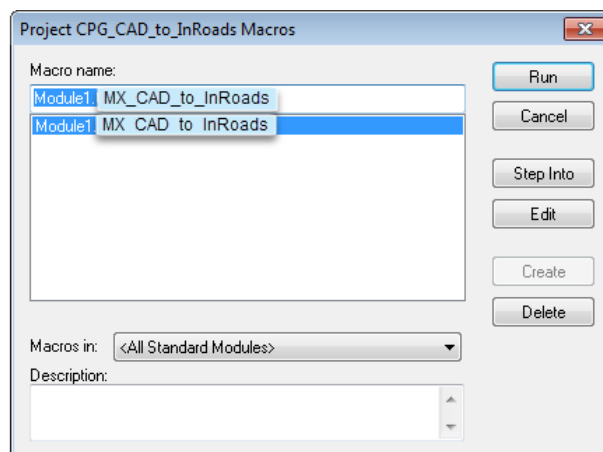 Project CPG_CAD_to_InRoads Macros
Macro name:
Module1. MX_CAD_to_InRoads
Module1. MX_CAD_to_InRoads
Run
Cancel
Step Into
Edit
Create
Delete
Macros in: <All Standard Modules>
Description: